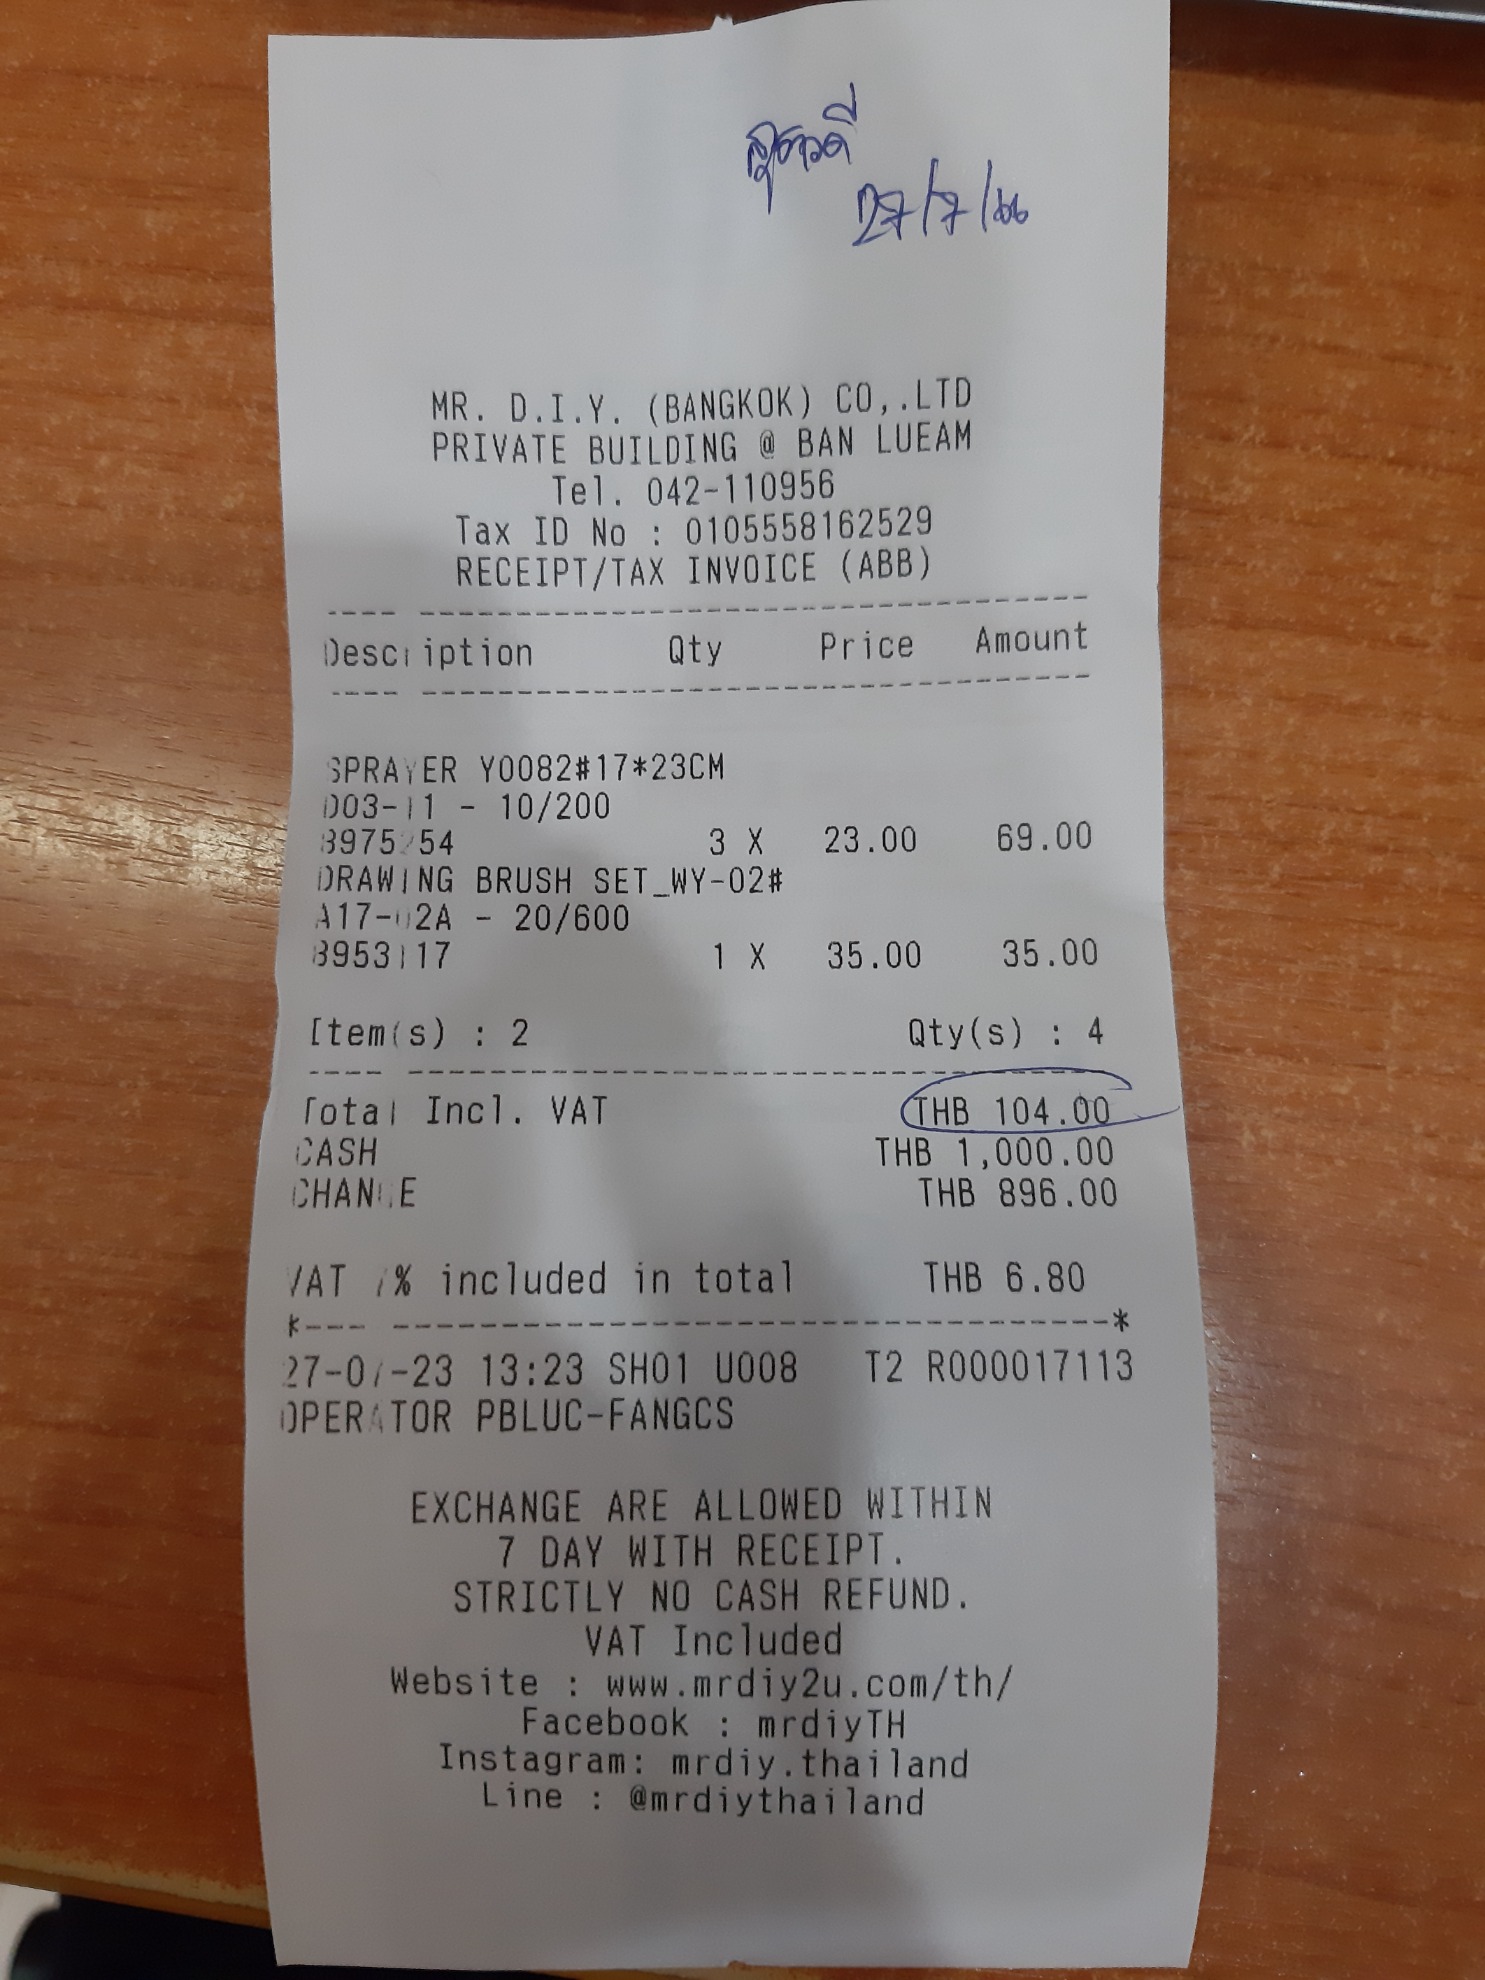 สุชาวดี
27/7/66
MR. D.I.Y. (BANGKOK) CO,.LTD
PRIVATE BUILDING @ BAN LUEAM
Tel. 042-110956
Tax ID No : 0105558162529
RECEIPT/TAX INVOICE (ABB)
Description Qty Price Amount
SPRAYER Y0082#17*23CM
D03-11 - 10/200
54 3 X 23.00 69.00
DRAWING BRUSH SET_WY-02#
A17-02A - 20/600
8953117 1 X 35.00 35.00
Item(s) : 2 Qty(s) : 4
Total Incl. VAT THB 104.00
CASH THB 1,000.00
CHANGE THB 896.00
VAT 7% included in total THB 6.80
*--- ---------------------------------*
27-07-23 13:23 SH01 U008 T2 R000017113
OPERATOR PBLUC-FANGCS
EXCHANGE ARE ALLOWED WITHIN
7 DAY WITH RECEIPT.
STRICTLY NO CASH REFUND.
VAT Included
Website : www.mrdiy2u.com/th/
Facebook : mrdiyTH
Instagram: mrdiy.thailand
Line : @mrdiythailand